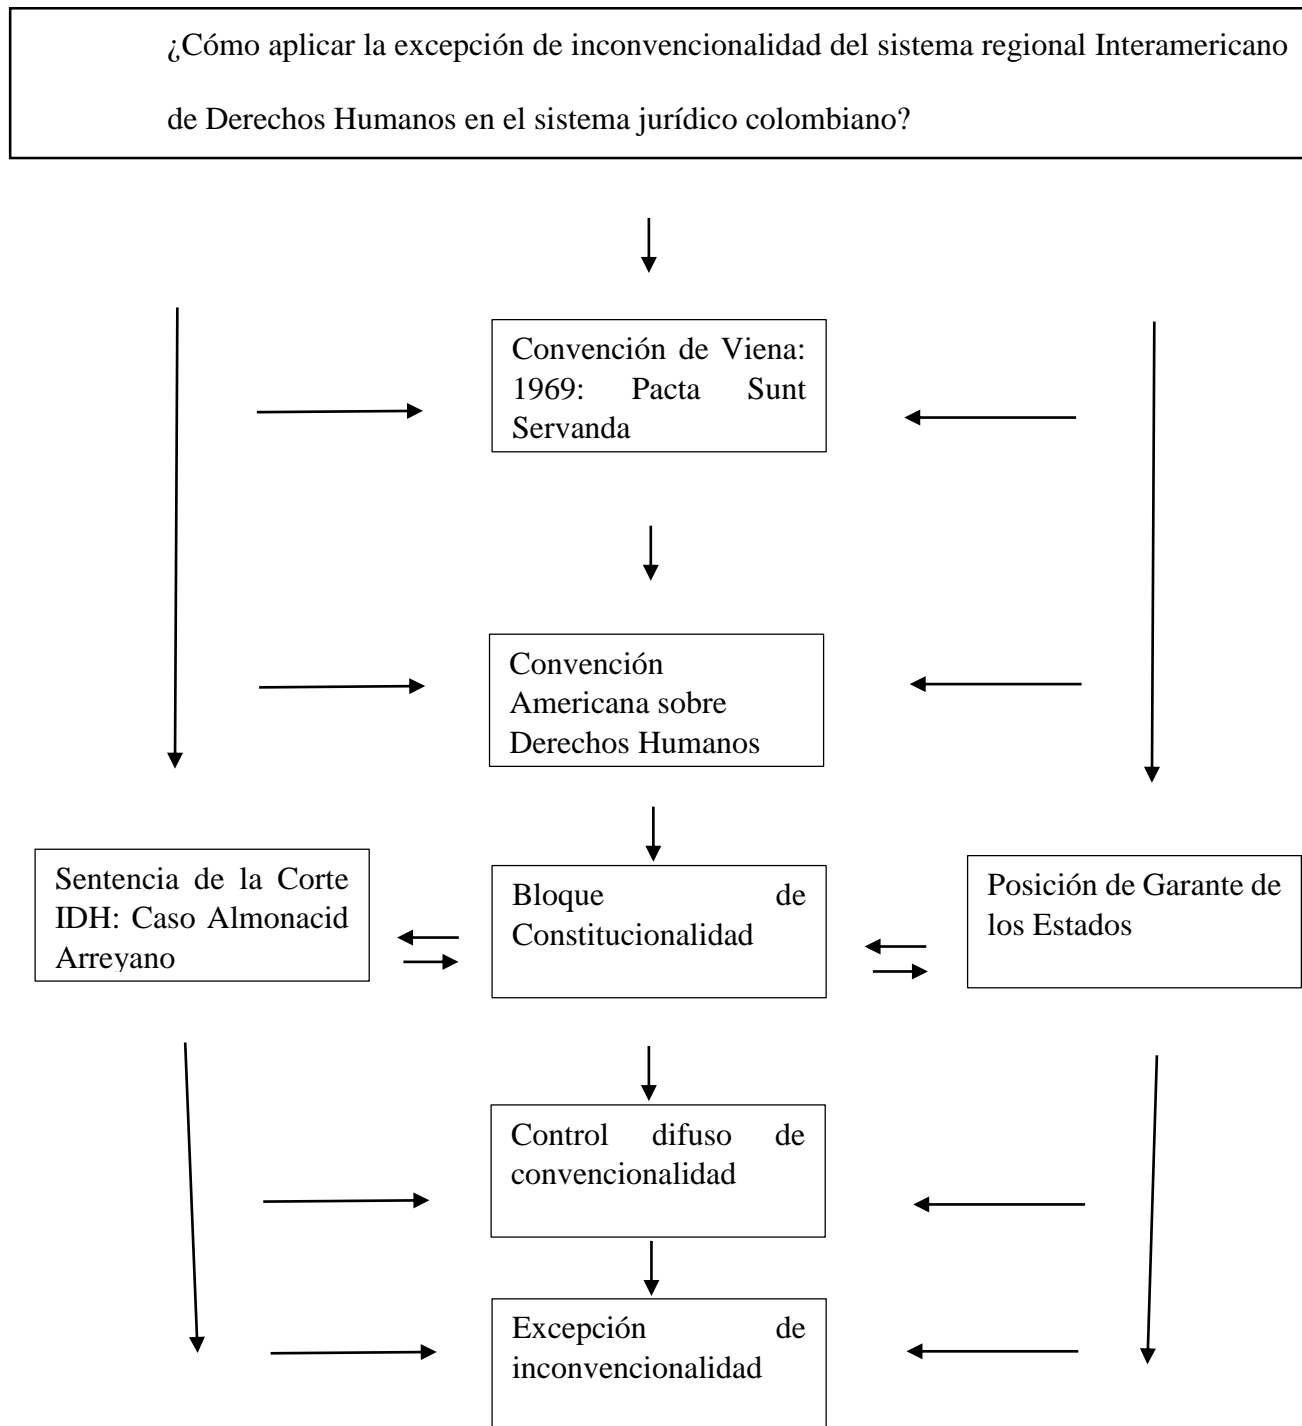 ¿Cómo aplicar la excepción de inconvencionalidad del sistema regional Interamericano
de Derechos Humanos en el sistema jurídico colombiano?
Convención de Viena:
1969: Pacta Sunt
Servanda
Convención
Americana sobre
Derechos Humanos
Sentencia de la Corte
IDH: Caso Almonacid
Arreyano
Bloque de
Constitucionalidad
Posición de Garante de
los Estados
Control difuso de
convencionalidad
Excepción de
inconvencionalidad